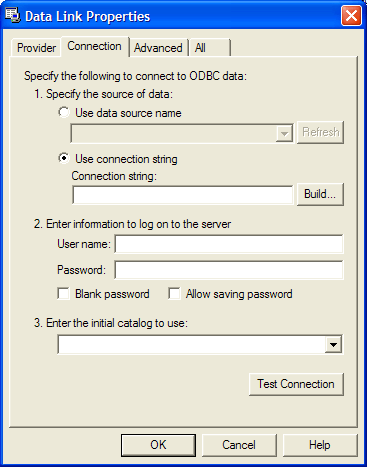 Data Link Properties
Provider Connection Advanced All
Specify the following to connect to ODBC data:
1. Specify the source of data:
Use data source name
Refresh
Use connection string
Connection string:
Build...
2. Enter information to log on to the server
User name:
Password:
Blank password Allow saving password
3. Enter the initial catalog to use:
Test Connection
OK Cancel Help